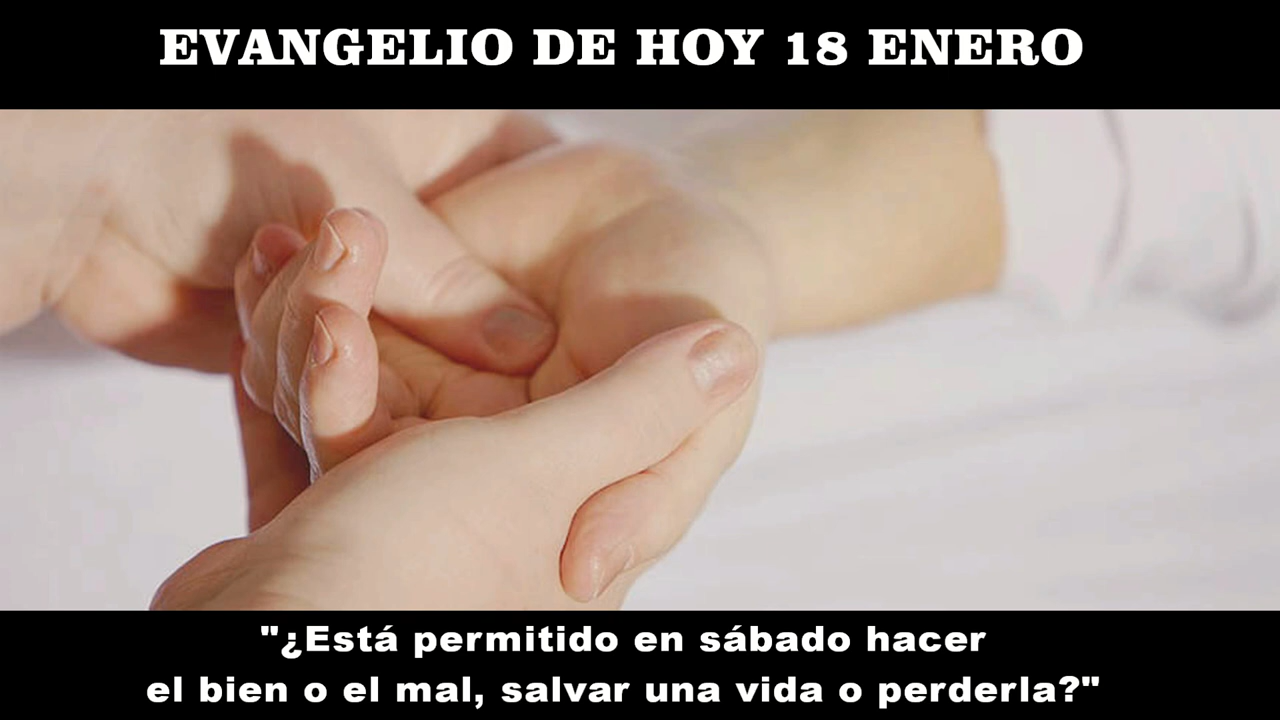 EVANGELIO DE HOY 18 ENERO
"¿Está permitido en sábado hacer
el bien o el mal, salvar una vida o perderla?"